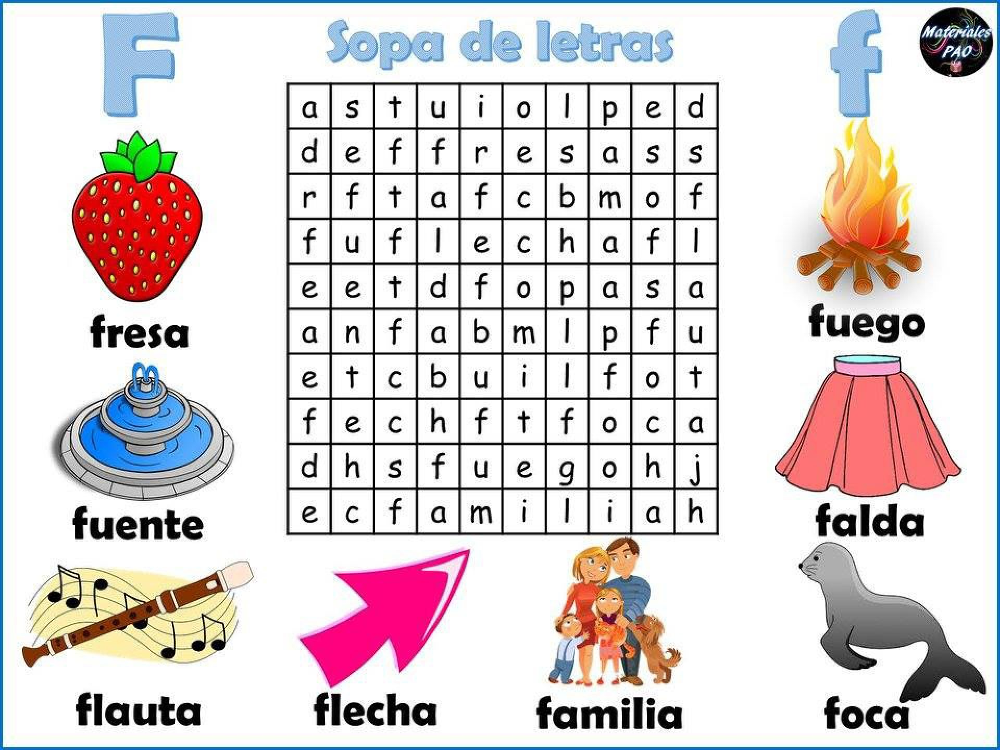 F
Sopa de letras
f
Materiales
PAO
a s t u i o l p e d
d e f f r e s a s s
r f t a f c b m o f
f u f l e c h a f l
e e t d f o p a s a
a n f a b m l p f u
e t c b u i l f o t
f e c h f t f o c a
d h s f u e g o h j
e c f a m i l i a h
fresa
fuego
fuente
falda
flauta
flecha
familia
foca